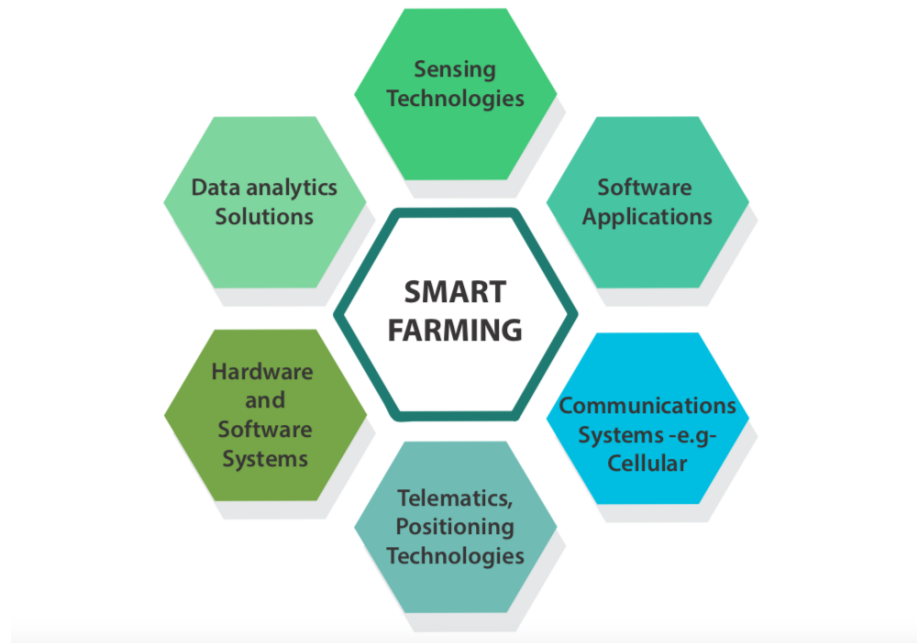 Sensing
Technologies
Data analytics
Solutions
Software
Applications
SMART
FARMING
Hardware
and
Software
Systems
Communications
Systems -e.g-
Cellular
Telematics,
Positioning
Technologies